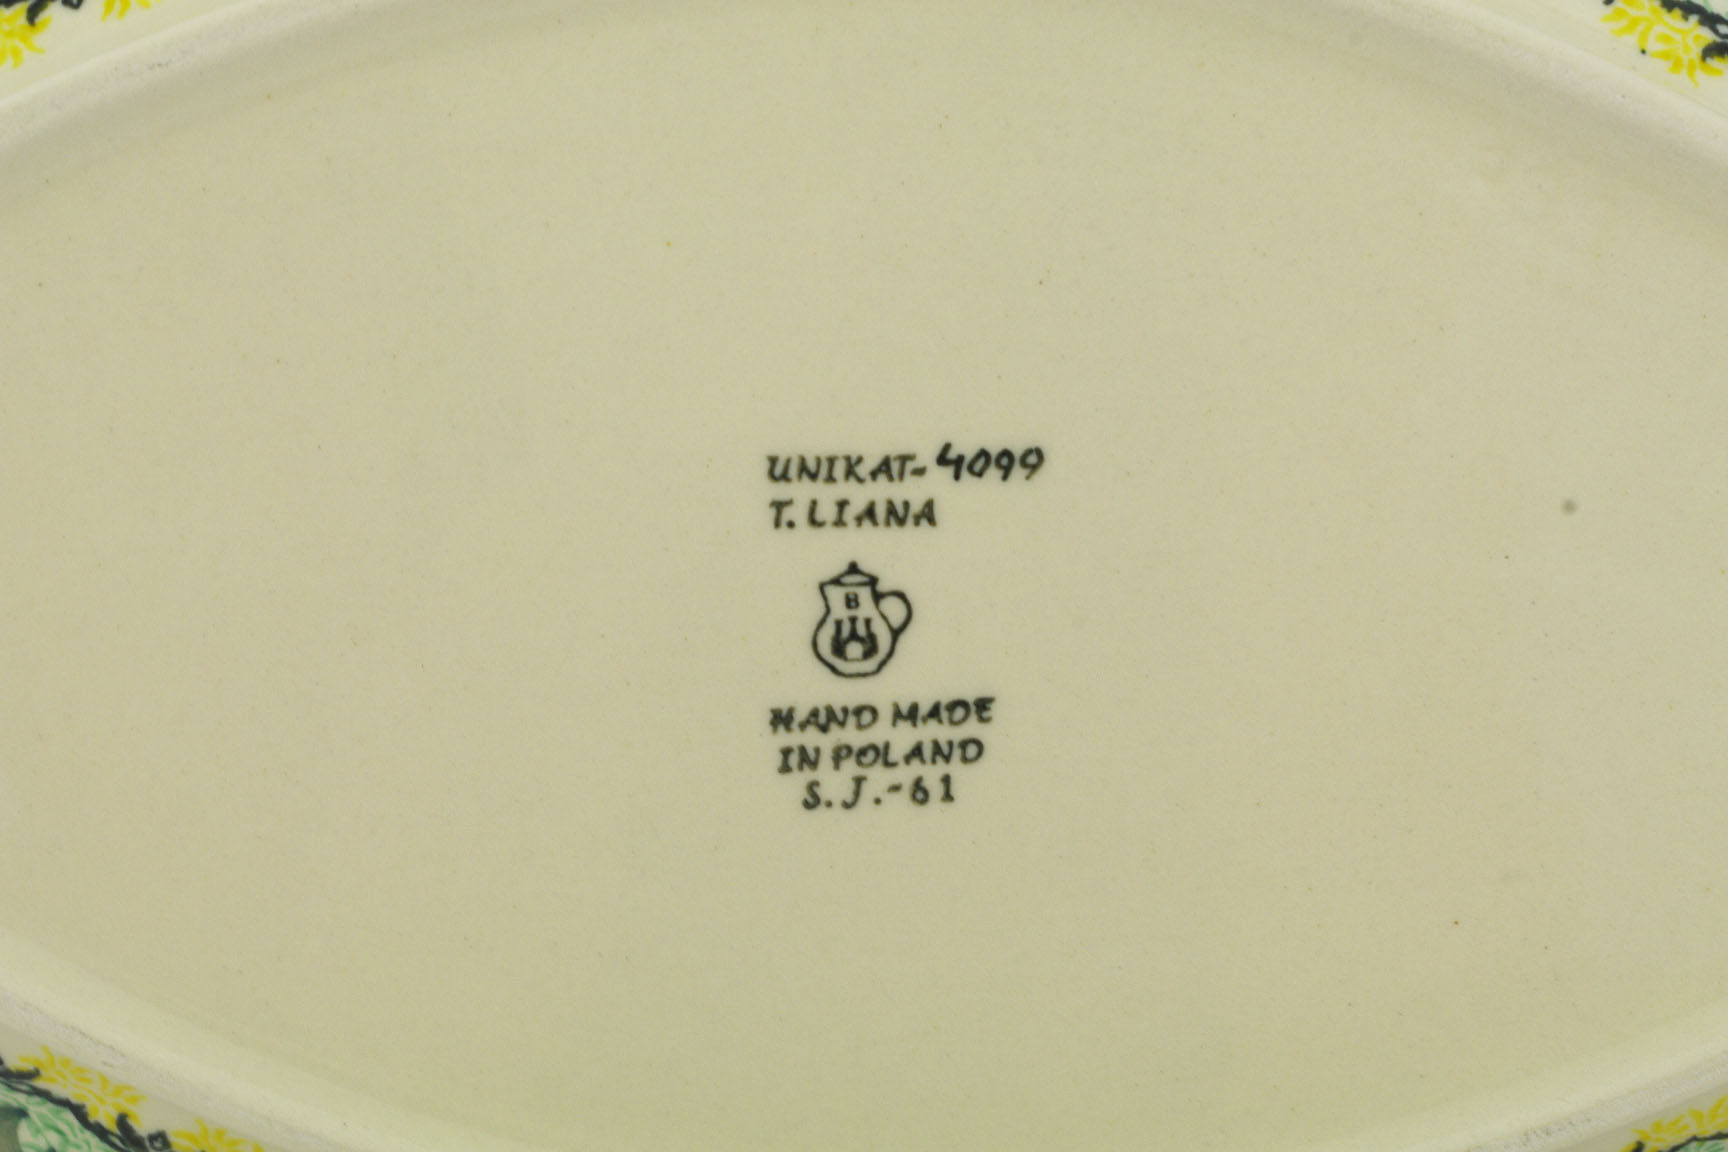 UNIKAT-4099
T. LIANA
B
HAND MADE
IN POLAND
S. J.-61